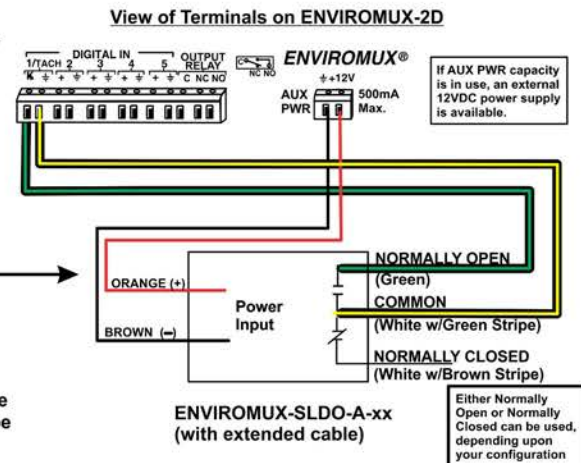 View of Terminals on ENVIROMUX-2D
DIGITAL IN
1/TACH 2 3 4 5
OUTPUT
RELAY
+ ⏚ + ⏚ + ⏚ + ⏚ C NC NO
NC NO
ENVIROMUX®
⏚ +12V
AUX
PWR
500mA
Max.
If AUX PWR capacity
is in use, an external
12VDC power supply
is available.
ORANGE (+)
BROWN (−)
Power
Input
NORMALLY OPEN
(Green)
COMMON
(White w/Green Stripe)
NORMALLY CLOSED
(White w/Brown Stripe)
ENVIROMUX-SLDO-A-xx
(with extended cable)
Either Normally
Open or Normally
Closed can be used,
depending upon
your configuration